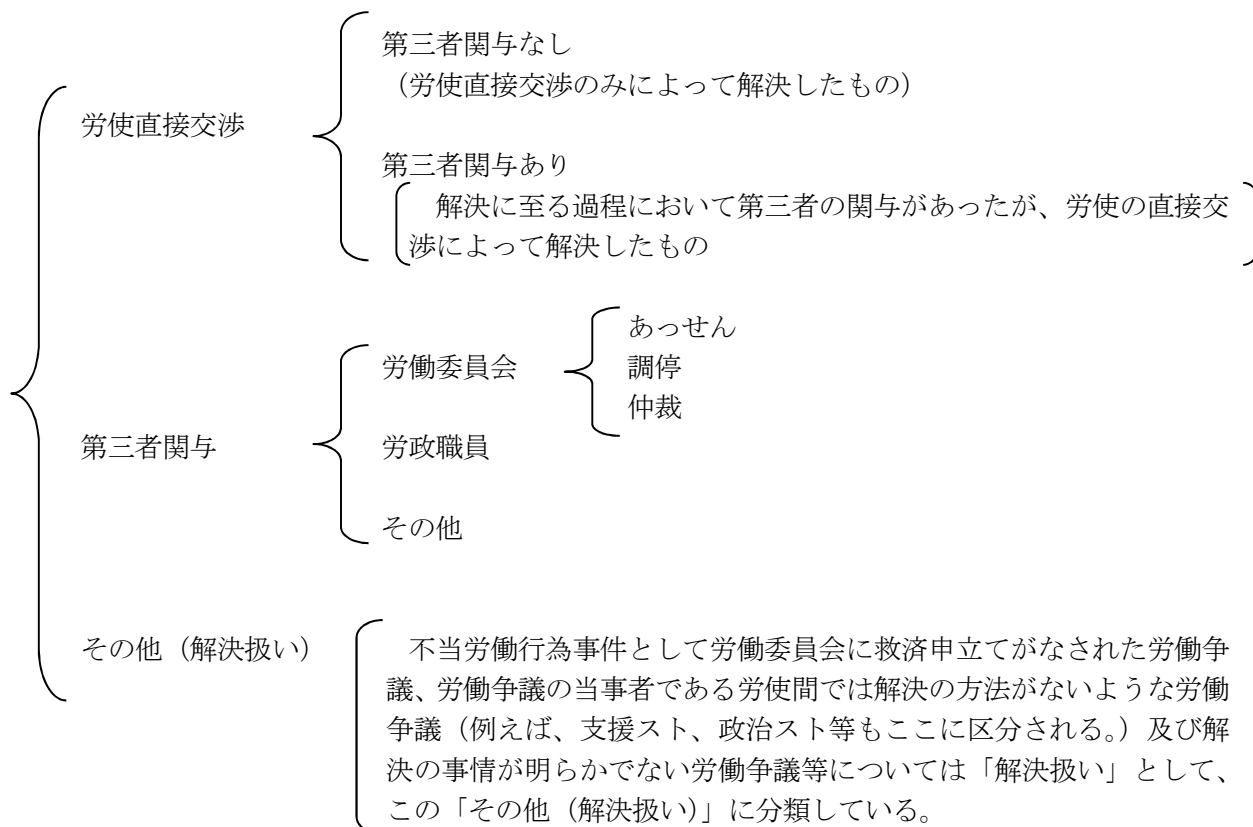 第三者関与なし
（労使直接交渉のみによって解決したもの）
労使直接交渉
第三者関与あり
解決に至る過程において第三者の関与があったが、労使の直接交
渉によって解決したもの
あっせん
労働委員会
調停
仲裁
第三者関与
労政職員
その他
その他（解決扱い）
不当労働行為事件として労働委員会に救済申立てがなされた労働争
議、労働争議の当事者である労使間では解決の方法がないような労働
争議（例えば、支援スト、政治スト等もここに区分される。）及び解
決の事情が明らかでない労働争議等については「解決扱い」として、
この「その他（解決扱い）」に分類している。